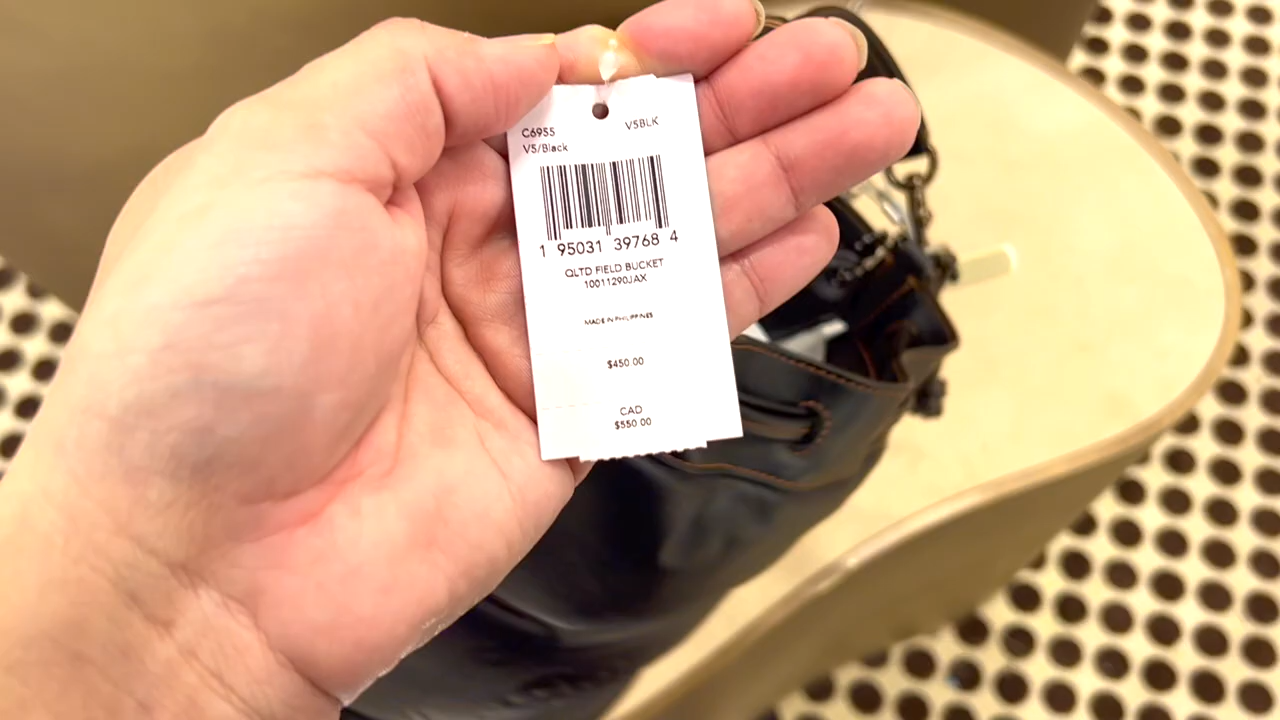 C6955 V5BLK
V5/Black
1 95031 39768 4
QLTD FIELD BUCKET
10011290JAX
MADE IN PHILIPPINES
$450.00
CAD
$550.00